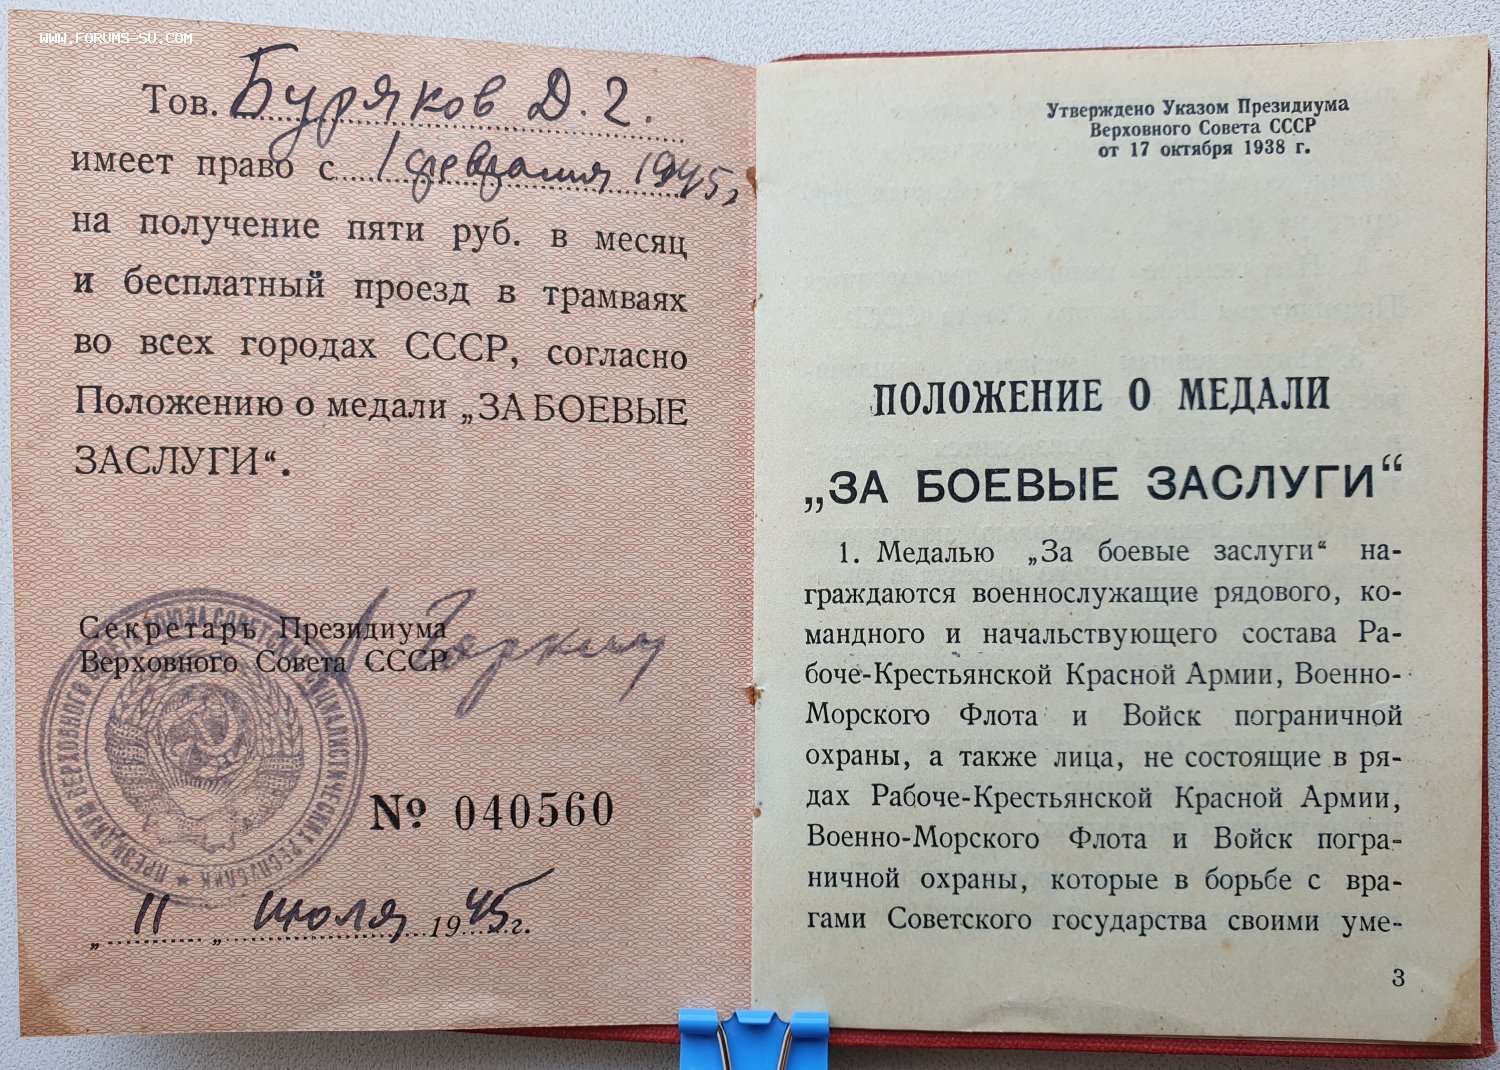 WWW.FORUMS-SU.COM
Тов. Буряков Д. Г.
имеет право с 1 февраля 1945 г.
на получение пяти руб. в месяц
и бесплатный проезд в трамваях
во всех городах СССР, согласно
Положению о медали „ЗА БОЕВЫЕ
ЗАСЛУГИ“.
Секретарь Президиума
Верховного Совета СССР
№ 040560
„ 11 „ июля 1945 г.
Утверждено Указом Президиума
Верховного Совета СССР
от 17 октября 1938 г.
ПОЛОЖЕНИЕ О МЕДАЛИ
„ЗА БОЕВЫЕ ЗАСЛУГИ“
1. Медалью „За боевые заслуги“ на-
граждаются военнослужащие рядового, ко-
мандного и начальствующего состава Ра-
боче-Крестьянской Красной Армии, Военно-
Морского Флота и Войск пограничной
охраны, а также лица, не состоящие в ря-
дах Рабоче-Крестьянской Красной Армии,
Военно-Морского Флота и Войск погра-
ничной охраны, которые в борьбе с вра-
гами Советского государства своими уме-
3